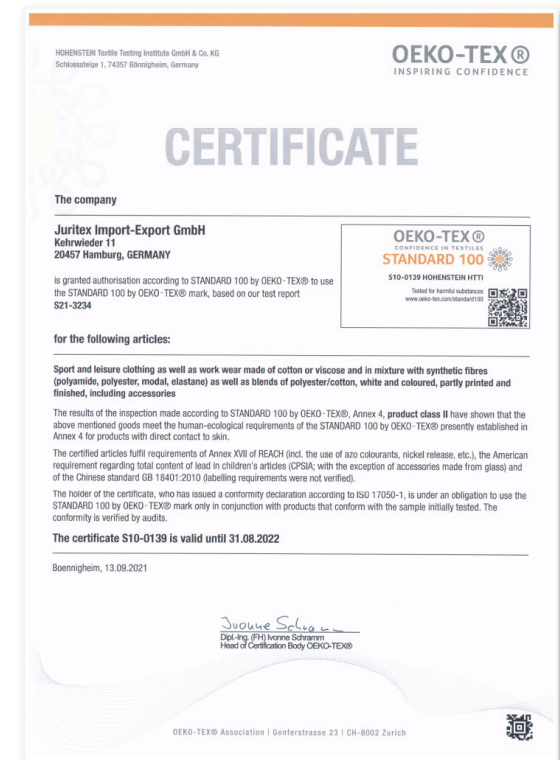 HOHENSTEIN Textile Testing Institute GmbH & Co. KG
Schlosssteige 1, 74357 Bönnigheim, Germany
OEKO-TEX®
INSPIRING CONFIDENCE
CERTIFICATE
The company
Juritex Import-Export GmbH
Kehrwieder 11
20457 Hamburg, GERMANY
is granted authorisation according to STANDARD 100 by OEKO-TEX® to use
the STANDARD 100 by OEKO-TEX® mark, based on our test report
S21-3234
OEKO-TEX®
CONFIDENCE IN TEXTILES
STANDARD 100
S10-0139 HOHENSTEIN HTTI
Tested for harmful substances
www.oeko-tex.com/standard100
for the following articles:
Sport and leisure clothing as well as work wear made of cotton or viscose and in mixture with synthetic fibres
(polyamide, polyester, modal, elastane) as well as blends of polyester/cotton, white and coloured, partly printed and
finished, including accessories
The results of the inspection made according to STANDARD 100 by OEKO-TEX®, Annex 4, product class II have shown that the
above mentioned goods meet the human-ecological requirements of the STANDARD 100 by OEKO-TEX® presently established in
Annex 4 for products with direct contact to skin.
The certified articles fulfil requirements of Annex XVII of REACH (incl. the use of azo colourants, nickel release, etc.), the American
requirement regarding total content of lead in children's articles (CPSIA; with the exception of accessories made from glass) and
of the Chinese standard GB 18401:2010 (labelling requirements were not verified).
The holder of the certificate, who has issued a conformity declaration according to ISO 17050-1, is under an obligation to use the
STANDARD 100 by OEKO-TEX® mark only in conjunction with products that conform with the sample initially tested. The
conformity is verified by audits.
The certificate S10-0139 is valid until 31.08.2022
Boennigheim, 13.09.2021
Ivonne Schramm
Dipl.-Ing. (FH) Ivonne Schramm
Head of Certification Body OEKO-TEX®
OEKO-TEX® Association | Genferstrasse 23 | CH-8002 Zurich